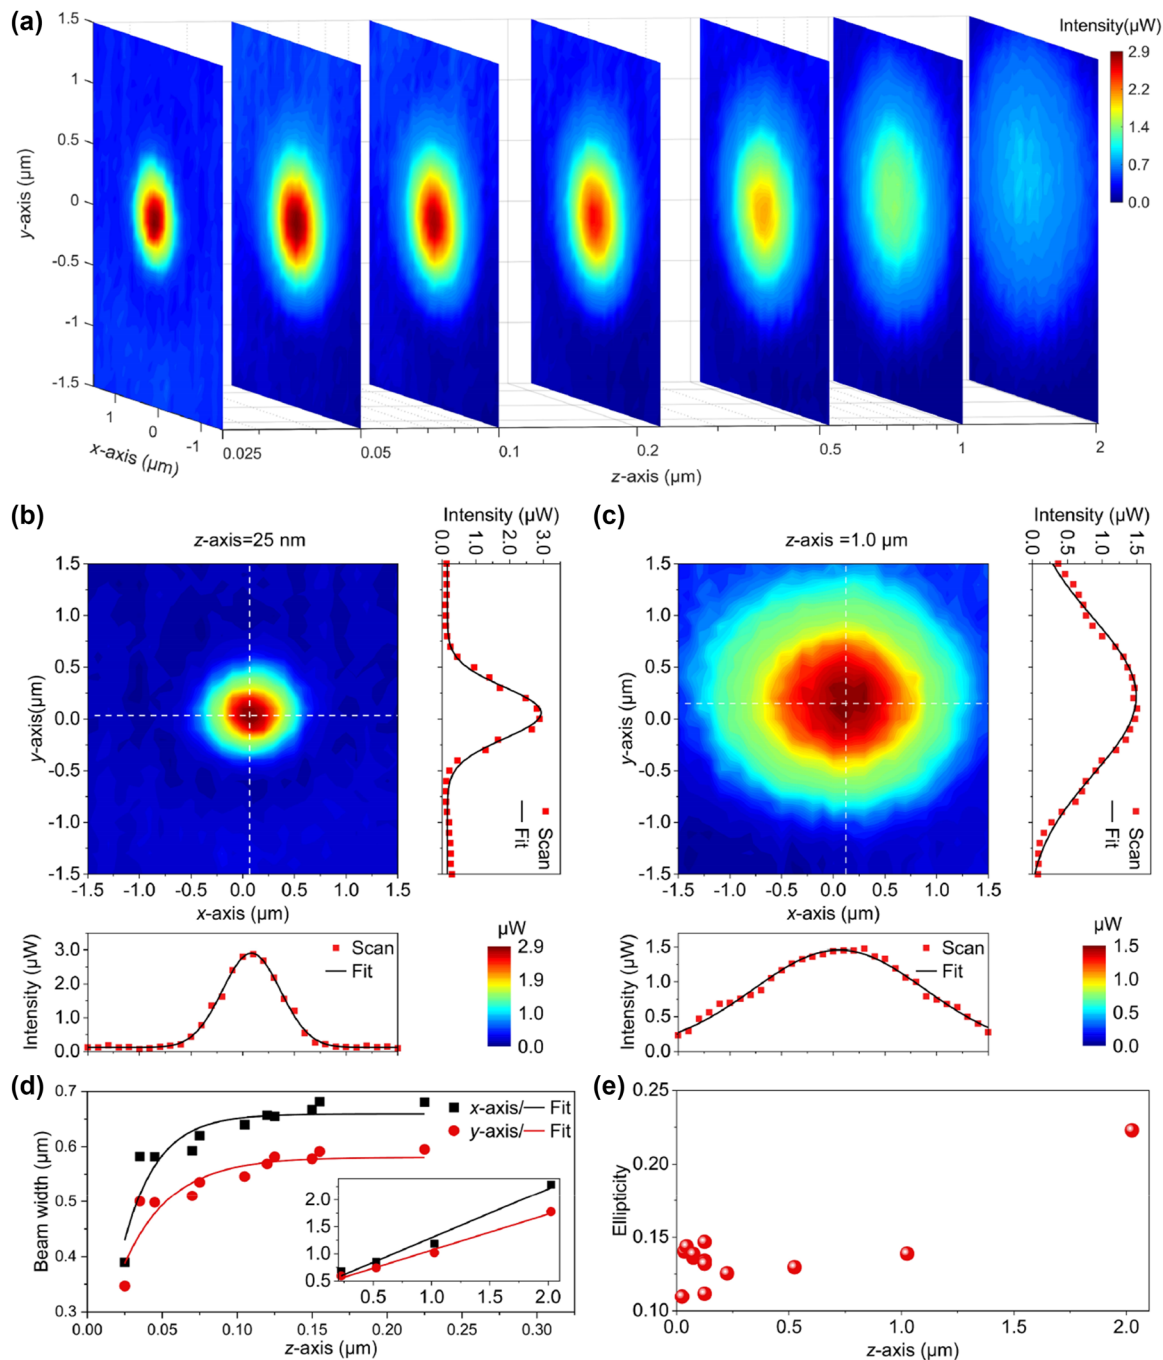 (a)
Intensity(μW)
2.9
2.2
1.4
0.7
0.0
1.5
1
0.5
0
-0.5
-1
-1.5
y-axis (μm)
1
0
-1
x-axis (μm)
0.025
0.05
0.1
0.2
0.5
1
2
z-axis (μm)
(b)
z-axis=25 nm
1.5
1.0
0.5
0.0
-0.5
-1.0
-1.5
y-axis(μm)
-1.5
-1.0
-0.5
0.0
0.5
1.0
1.5
x-axis (μm)
Intensity (μW)
0.0
1.0
2.0
3.0
Scan
Fit
3.0
2.0
1.0
0.0
Intensity (μW)
Scan
Fit
μW
2.9
2.0
1.0
0.0
(c)
z-axis =1.0 μm
1.5
1.0
0.5
0.0
-0.5
-1.0
-1.5
y-axis (μm)
-1.5
-1.0
-0.5
0.0
0.5
1.0
1.5
x-axis (μm)
Intensity (μW)
0.0
0.5
1.0
1.5
Scan
Fit
1.5
1.0
0.5
0.0
Intensity (μW)
Scan
Fit
μW
1.5
1.0
0.5
0.0
(d)
0.7
0.6
0.5
0.4
0.3
Beam width (μm)
x-axis/— Fit
y-axis/— Fit
2.0
1.5
1.0
0.5
0.5
1.0
1.5
2.0
0.00
0.05
0.10
0.15
0.20
0.25
0.30
z-axis (μm)
(e)
0.25
0.20
0.15
0.10
Ellipticity
0.0
0.5
1.0
1.5
2.0
z-axis (μm)